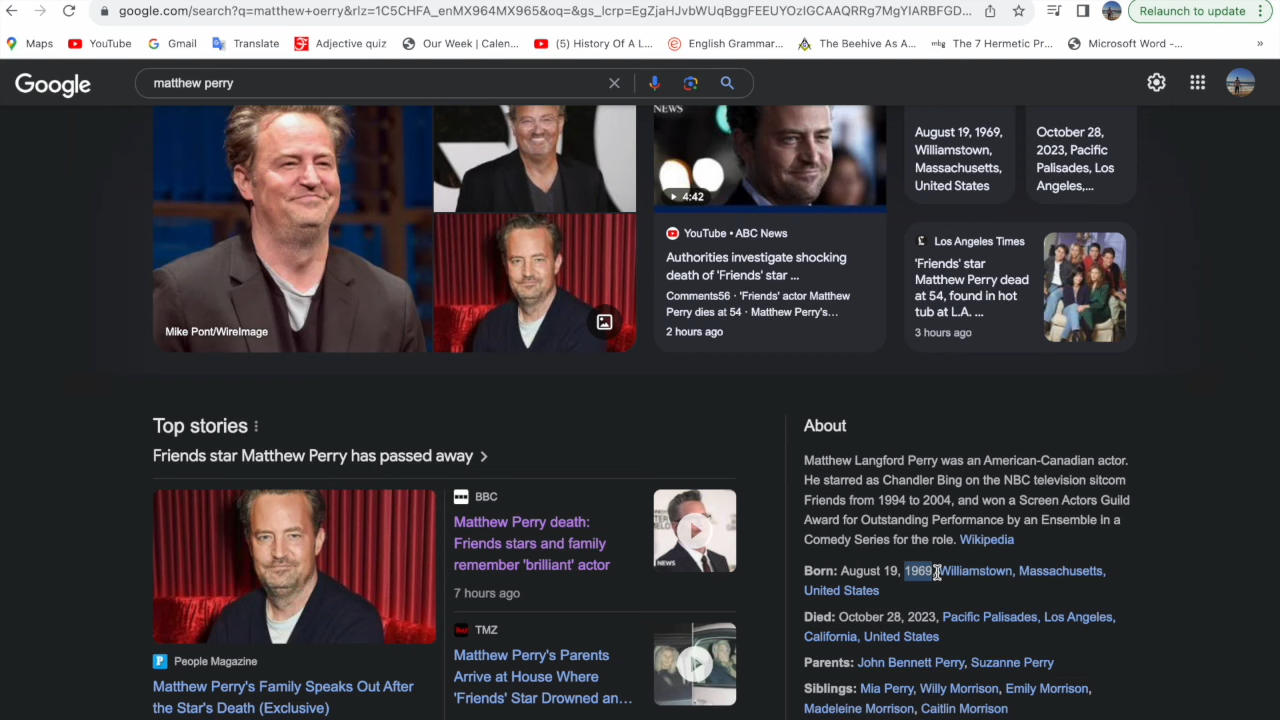 google.com/search?q=matthew+oerry&rlz=1C5CHFA_enMX964MX965&oq=&gs_lcrp=EgZjaHJvbWUqBggFEEUYOzIGCAAQRRg7MgYIARBFGD...
Relaunch to update
Maps
YouTube
Gmail
Translate
Adjective quiz
Our Week | Calen...
(5) History Of A L...
English Grammar...
The Beehive As A...
mbg
The 7 Hermetic Pr...
Microsoft Word -...
»
Google
matthew perry
Mike Pont/WireImage
NEWS
4:42
YouTube • ABC News
Authorities investigate shocking
death of 'Friends' star ...
Comments56 · 'Friends' actor Matthew
Perry dies at 54 · Matthew Perry's...
2 hours ago
August 19, 1969,
Williamstown,
Massachusetts,
United States
October 28,
2023, Pacific
Palisades, Los
Angeles,...
Los Angeles Times
'Friends' star
Matthew Perry dead
at 54, found in hot
tub at L.A. ...
3 hours ago
Top stories
Friends star Matthew Perry has passed away
People Magazine
Matthew Perry's Family Speaks Out After
the Star's Death (Exclusive)
BBC
Matthew Perry death:
Friends stars and family
remember 'brilliant' actor
7 hours ago
NEWS
TMZ
Matthew Perry's Parents
Arrive at House Where
'Friends' Star Drowned an...
About
Matthew Langford Perry was an American-Canadian actor.
He starred as Chandler Bing on the NBC television sitcom
Friends from 1994 to 2004, and won a Screen Actors Guild
Award for Outstanding Performance by an Ensemble in a
Comedy Series for the role. Wikipedia
Born: August 19, 1969, Williamstown, Massachusetts,
United States
Died: October 28, 2023, Pacific Palisades, Los Angeles,
California, United States
Parents: John Bennett Perry, Suzanne Perry
Siblings: Mia Perry, Willy Morrison, Emily Morrison,
Madeleine Morrison, Caitlin Morrison